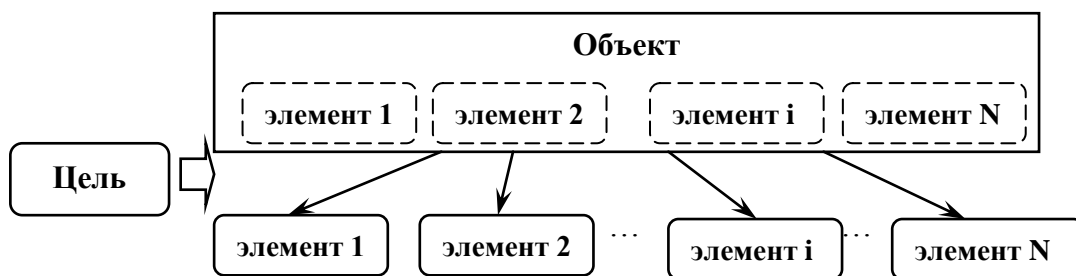 Объект
элемент 1 элемент 2 элемент i элемент N
Цель
элемент 1 элемент 2 ... элемент i ... элемент N